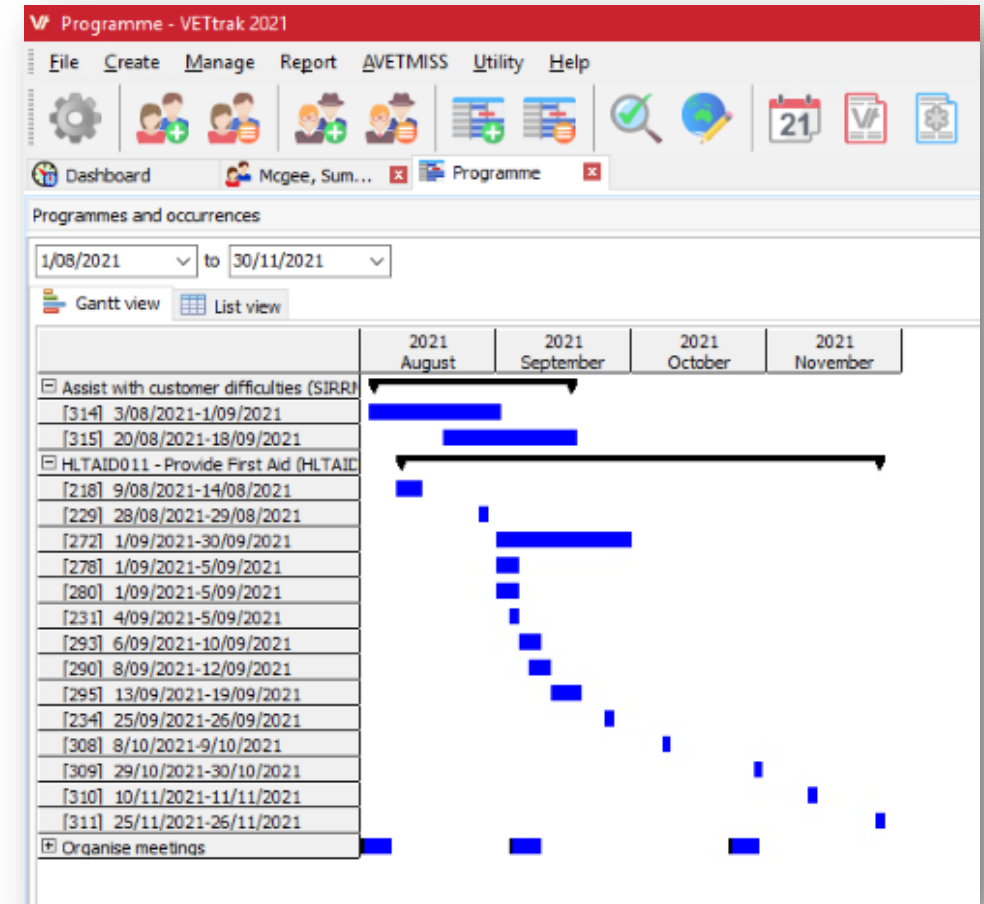 Programme - VETtrak 2021
File Create Manage Report AVETMISS Utility Help
21
Dashboard Mcgee, Sum... Programme
Programmes and occurrences
1/08/2021 to 30/11/2021
Gantt view List view
2021 2021 2021 2021
August September October November
Assist with customer difficulties (SIRRM
[314] 3/08/2021-1/09/2021
[315] 20/08/2021-18/09/2021
HLTAID011 - Provide First Aid (HLTAID
[218] 9/08/2021-14/08/2021
[229] 28/08/2021-29/08/2021
[272] 1/09/2021-30/09/2021
[278] 1/09/2021-5/09/2021
[280] 1/09/2021-5/09/2021
[231] 4/09/2021-5/09/2021
[293] 6/09/2021-10/09/2021
[290] 8/09/2021-12/09/2021
[295] 13/09/2021-19/09/2021
[234] 25/09/2021-26/09/2021
[308] 8/10/2021-9/10/2021
[309] 29/10/2021-30/10/2021
[310] 10/11/2021-11/11/2021
[311] 25/11/2021-26/11/2021
Organise meetings